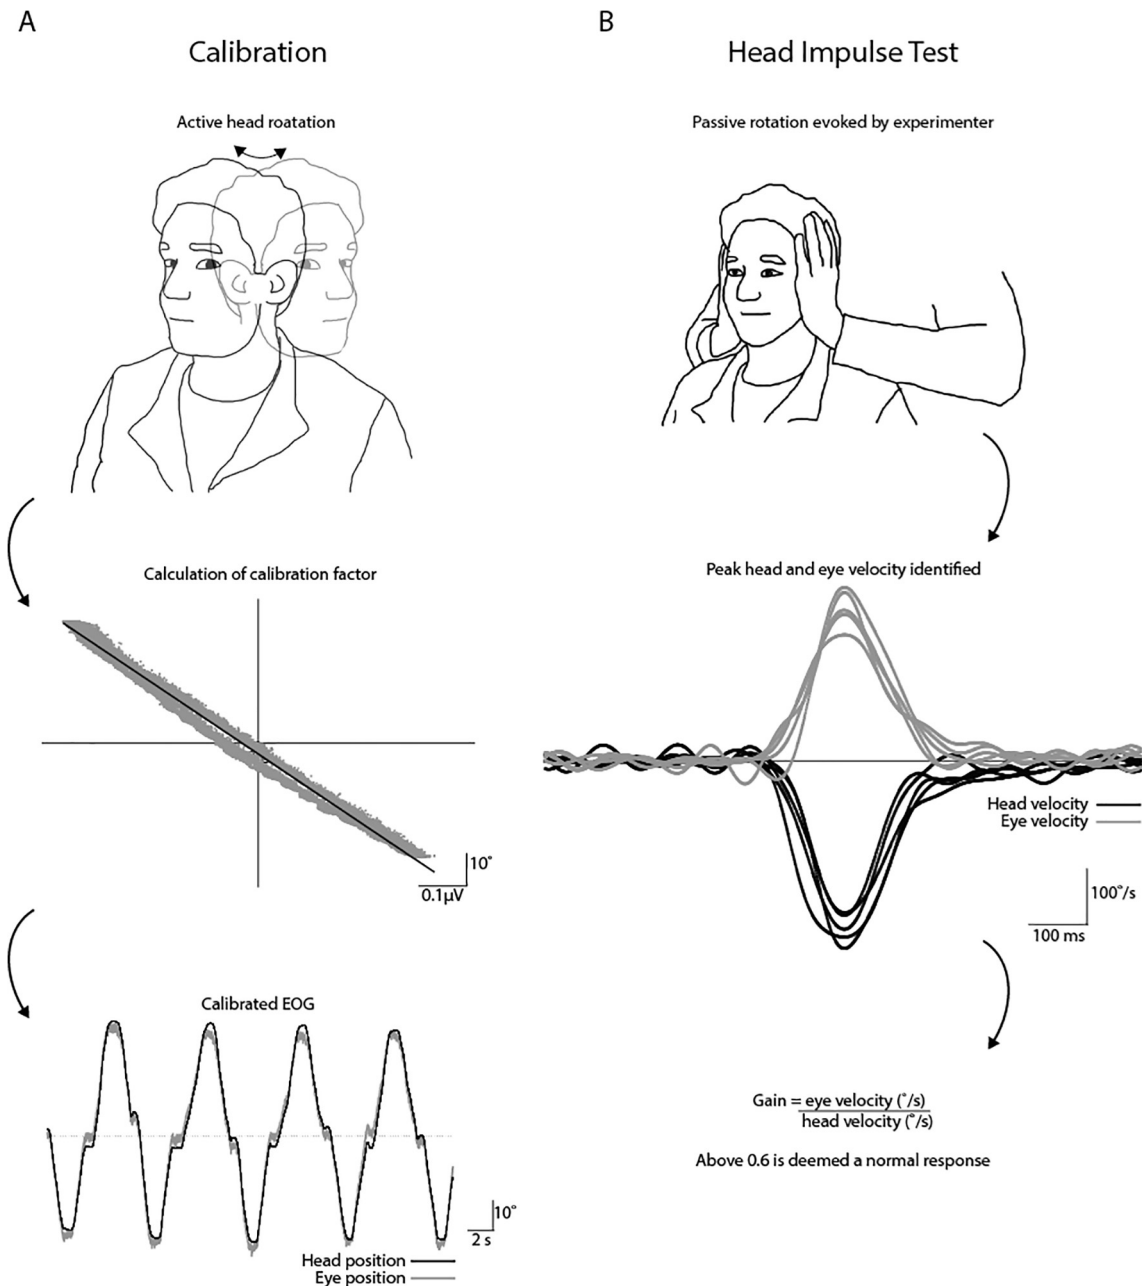 A
Calibration
Active head roatation
Calculation of calibration factor
10°
0.1µV
Calibrated EOG
10°
2 s
Head position
Eye position
B
Head Impulse Test
Passive rotation evoked by experimenter
Peak head and eye velocity identified
Head velocity
Eye velocity
100°/s
100 ms
Gain = eye velocity (°/s)
head velocity (°/s)
Above 0.6 is deemed a normal response